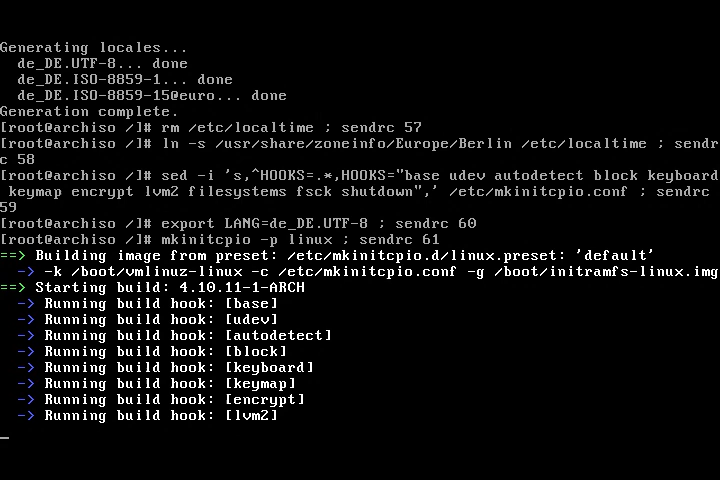 Generating locales...
  de_DE.UTF-8... done
  de_DE.ISO-8859-1... done
  de_DE.ISO-8859-15@euro... done
Generation complete.
[root@archiso /]# rm /etc/localtime ; sendrc 57
[root@archiso /]# ln -s /usr/share/zoneinfo/Europe/Berlin /etc/localtime ; sendr
c 58
[root@archiso /]# sed -i 's,^HOOKS=.*,HOOKS="base udev autodetect block keyboard
 keymap encrypt lvm2 filesystems fsck shutdown",' /etc/mkinitcpio.conf ; sendrc
59
[root@archiso /]# export LANG=de_DE.UTF-8 ; sendrc 60
[root@archiso /]# mkinitcpio -p linux ; sendrc 61
==> Building image from preset: /etc/mkinitcpio.d/linux.preset: 'default'
  -> -k /boot/vmlinuz-linux -c /etc/mkinitcpio.conf -g /boot/initramfs-linux.img
==> Starting build: 4.10.11-1-ARCH
  -> Running build hook: [base]
  -> Running build hook: [udev]
  -> Running build hook: [autodetect]
  -> Running build hook: [block]
  -> Running build hook: [keyboard]
  -> Running build hook: [keymap]
  -> Running build hook: [encrypt]
  -> Running build hook: [lvm2]